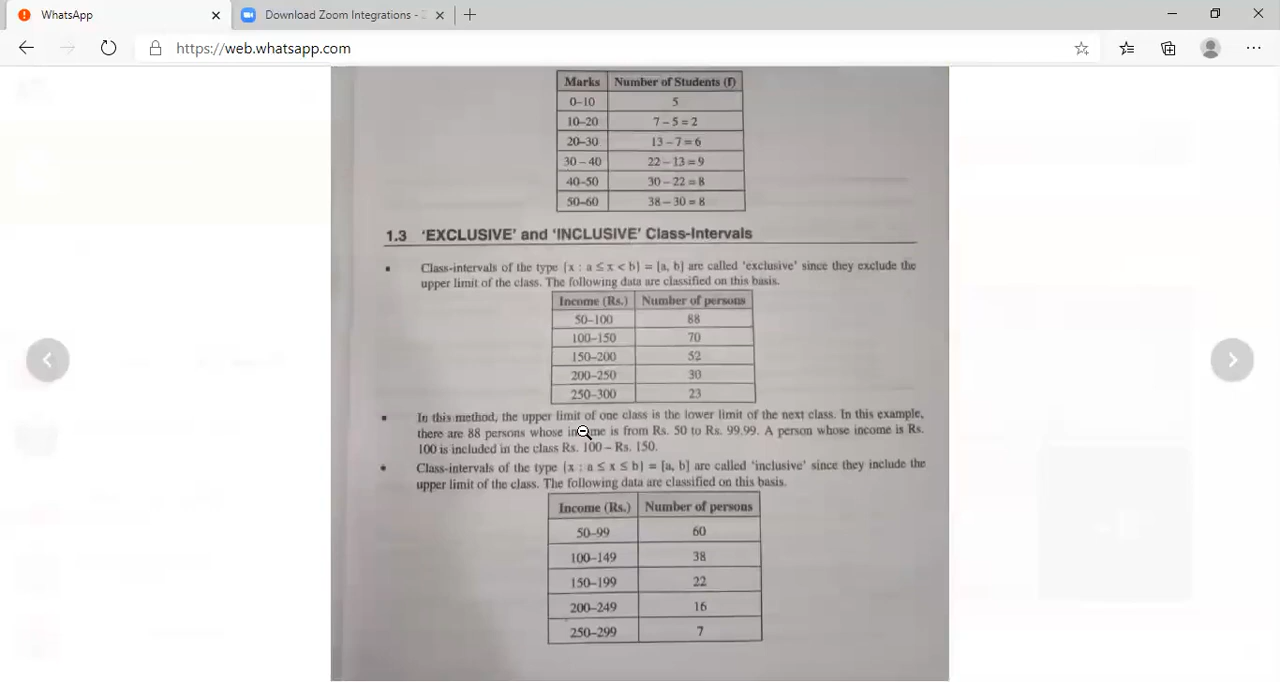 WhatsApp
Download Zoom Integrations -
https://web.whatsapp.com
Marks Number of Students (f)
0–10 5
10–20 7 – 5 = 2
20–30 13 – 7 = 6
30 – 40 22 – 13 = 9
40–50 30 – 22 = 8
50–60 38 – 30 = 8
1.3 'EXCLUSIVE' and 'INCLUSIVE' Class-Intervals
▪ Class-intervals of the type {x : a ≤ x < b} = [a, b] are called 'exclusive' since they exclude the
upper limit of the class. The following data are classified on this basis.
Income (Rs.) Number of persons
50–100 88
100–150 70
150–200 52
200–250 30
250–300 23
▪ In this method, the upper limit of one class is the lower limit of the next class. In this example,
there are 88 persons whose income is from Rs. 50 to Rs. 99.99. A person whose income is Rs.
100 is included in the class Rs. 100 – Rs. 150.
• Class-intervals of the type {x : a ≤ x ≤ b} = [a, b] are called 'inclusive' since they include the
upper limit of the class. The following data are classified on this basis.
Income (Rs.) Number of persons
50–99 60
100–149 38
150–199 22
200–249 16
250–299 7